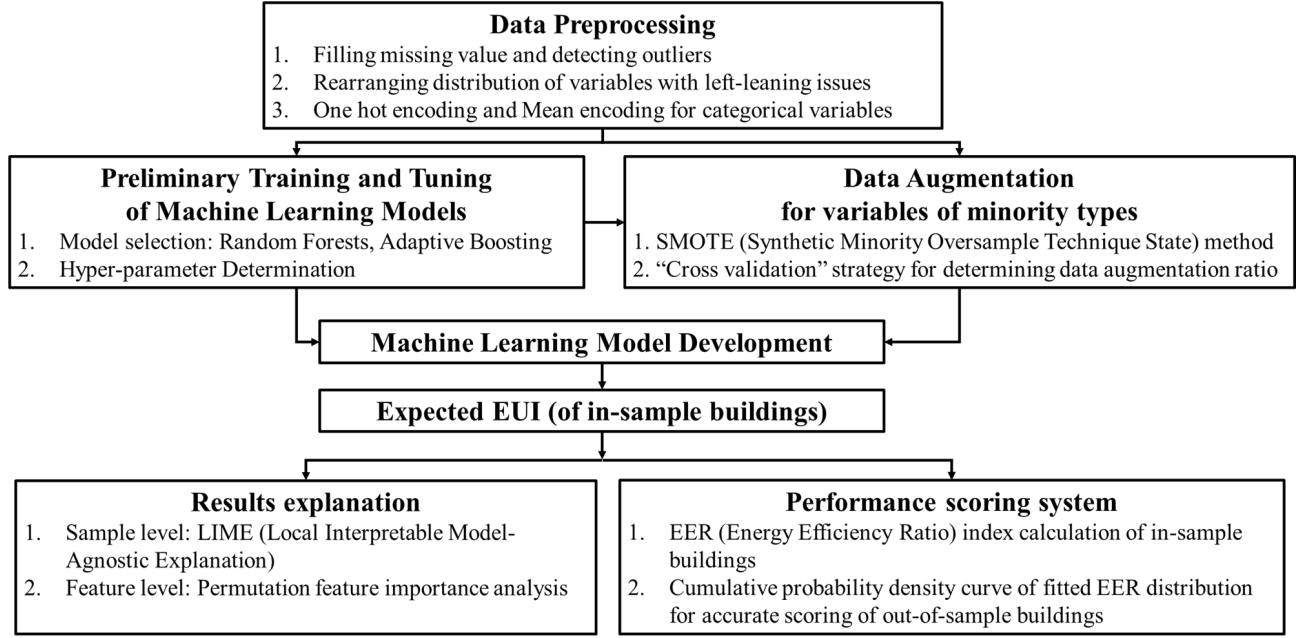 Data Preprocessing
1. Filling missing value and detecting outliers
2. Rearranging distribution of variables with left-leaning issues
3. One hot encoding and Mean encoding for categorical variables
Preliminary Training and Tuning
of Machine Learning Models
1. Model selection: Random Forests, Adaptive Boosting
2. Hyper-parameter Determination
Data Augmentation
for variables of minority types
1. SMOTE (Synthetic Minority Oversample Technique State) method
2. “Cross validation” strategy for determining data augmentation ratio
Machine Learning Model Development
Expected EUI (of in-sample buildings)
Results explanation
1. Sample level: LIME (Local Interpretable Model-
Agnostic Explanation)
2. Feature level: Permutation feature importance analysis
Performance scoring system
1. EER (Energy Efficiency Ratio) index calculation of in-sample
buildings
2. Cumulative probability density curve of fitted EER distribution
for accurate scoring of out-of-sample buildings